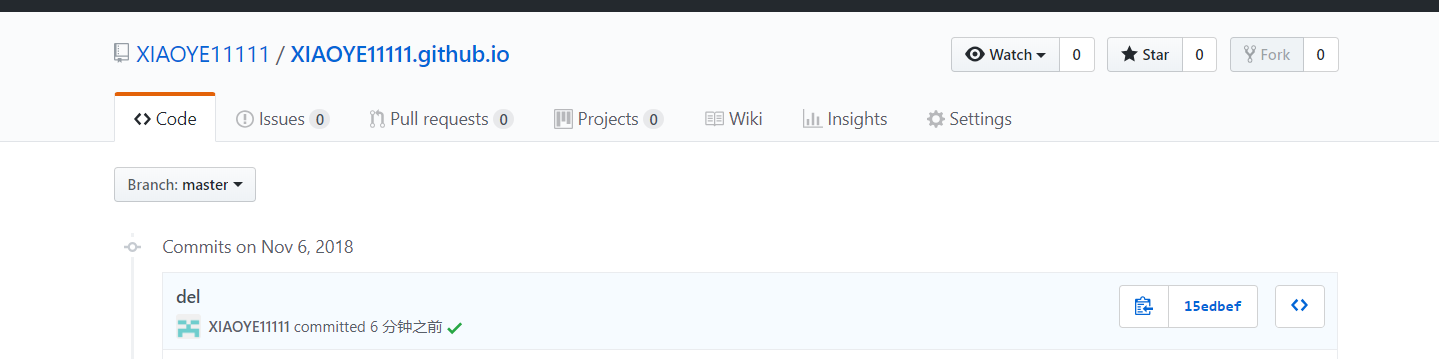 XIAOYE11111 / XIAOYE11111.github.io
Watch 0 Star 0 Fork 0
Code Issues 0 Pull requests 0 Projects 0 Wiki Insights Settings
Branch: master
Commits on Nov 6, 2018
del
15edbef
XIAOYE11111 committed 6 分钟之前